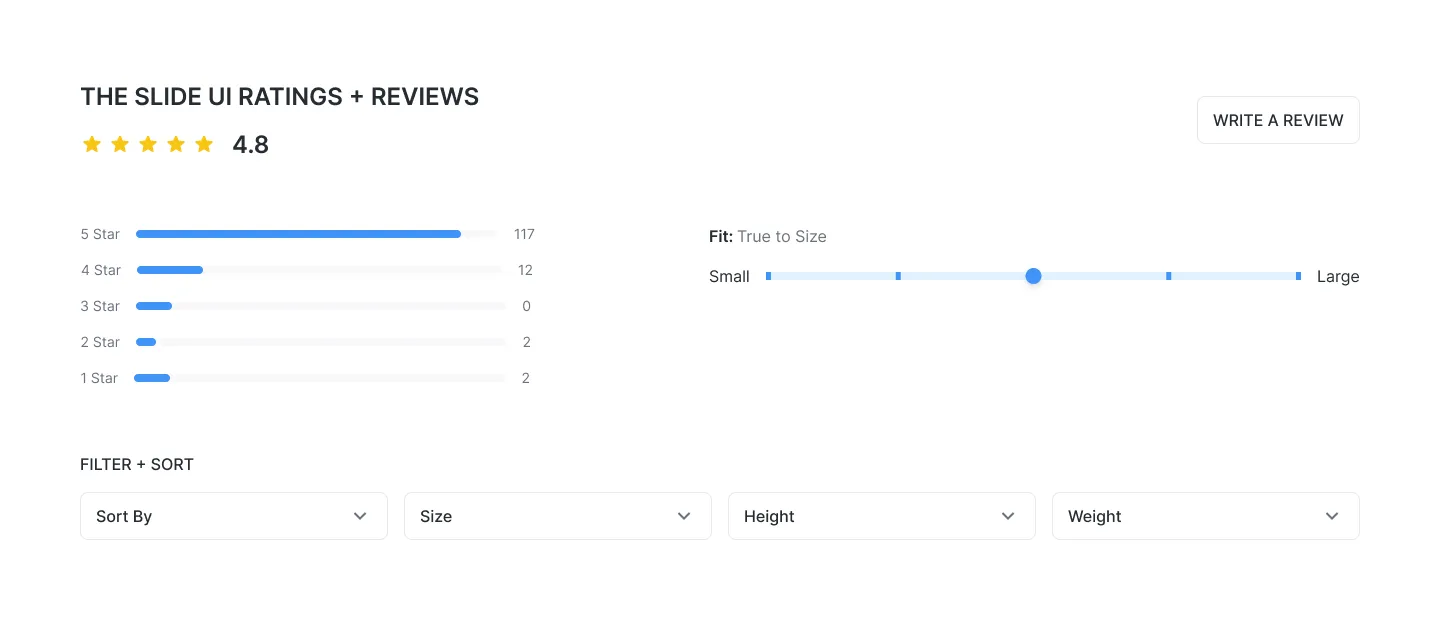 THE SLIDE UI RATINGS + REVIEWS
4.8
WRITE A REVIEW
5 Star 117
4 Star 12
3 Star 0
2 Star 2
1 Star 2
Fit: True to Size
Small Large
FILTER + SORT
Sort By Size Height Weight